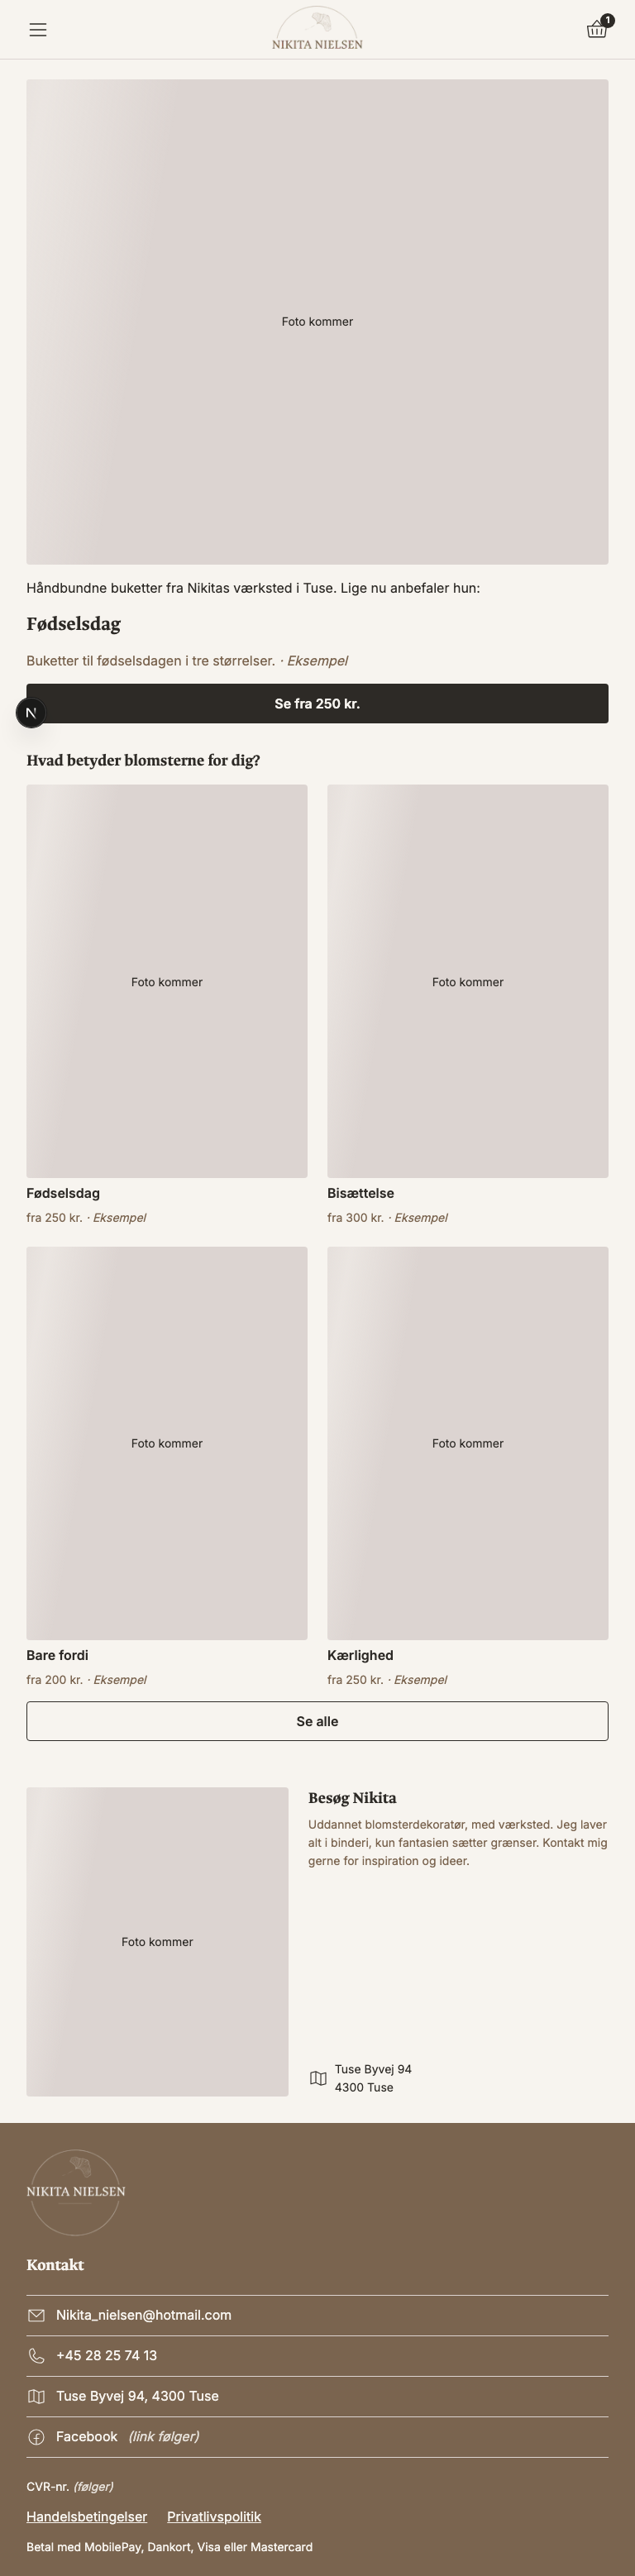 NIKITA NIELSEN
1
Foto kommer
Håndbundne buketter fra Nikitas værksted i Tuse. Lige nu anbefaler hun:
Fødselsdag
Buketter til fødselsdagen i tre størrelser. · Eksempel
Se fra 250 kr.
N
Hvad betyder blomsterne for dig?
Foto kommer
Foto kommer
Fødselsdag
fra 250 kr. · Eksempel
Bisættelse
fra 300 kr. · Eksempel
Foto kommer
Foto kommer
Bare fordi
fra 200 kr. · Eksempel
Kærlighed
fra 250 kr. · Eksempel
Se alle
Foto kommer
Besøg Nikita
Uddannet blomsterdekoratør, med værksted. Jeg laver
alt i binderi, kun fantasien sætter grænser. Kontakt mig
gerne for inspiration og ideer.
Tuse Byvej 94
4300 Tuse
NIKITA NIELSEN
Kontakt
Nikita_nielsen@hotmail.com
+45 28 25 74 13
Tuse Byvej 94, 4300 Tuse
Facebook (link følger)
CVR-nr. (følger)
Handelsbetingelser Privatlivspolitik
Betal med MobilePay, Dankort, Visa eller Mastercard